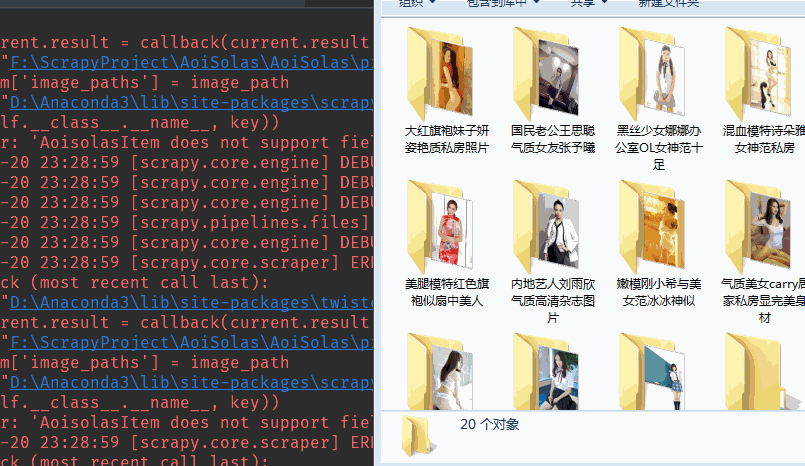 rent.result = callback(current.result
"F:\ScrapyProject\AoiSolas\AoiSolas\pi
m['image_paths'] = image_path
"D:\Anaconda3\lib\site-packages\scrapy
lf.__class__.__name__, key))
r: 'AoisolasItem does not support fiel
-20 23:28:59 [scrapy.core.engine] DEBU
-20 23:28:59 [scrapy.core.engine] DEBU
-20 23:28:59 [scrapy.core.engine] DEBU
-20 23:28:59 [scrapy.pipelines.files]
-20 23:28:59 [scrapy.core.engine] DEBU
-20 23:28:59 [scrapy.core.scraper] ERR
ck (most recent call last):
"D:\Anaconda3\lib\site-packages\twiste
rent.result = callback(current.result
"F:\ScrapyProject\AoiSolas\AoiSolas\pi
m['image_paths'] = image_path
"D:\Anaconda3\lib\site-packages\scrapy
lf.__class__.__name__, key))
r: 'AoisolasItem does not support fiel
-20 23:28:59 [scrapy.core.scraper] ERR
ck (most recent call last):
组织 包含到库中 共享 新建文件夹
大红旗袍妹子妍
姿艳质私房照片
国民老公王思聪
气质女友张予曦
黑丝少女娜娜办
公室OL女神范十
足
混血模特诗朵雅
女神范私房
美腿模特红色旗
袍似扇中美人
内地艺人刘雨欣
气质高清杂志图
片
嫩模刚小希与美
女范冰冰神似
气质美女carry居
家私房显完美身
材
20 个对象